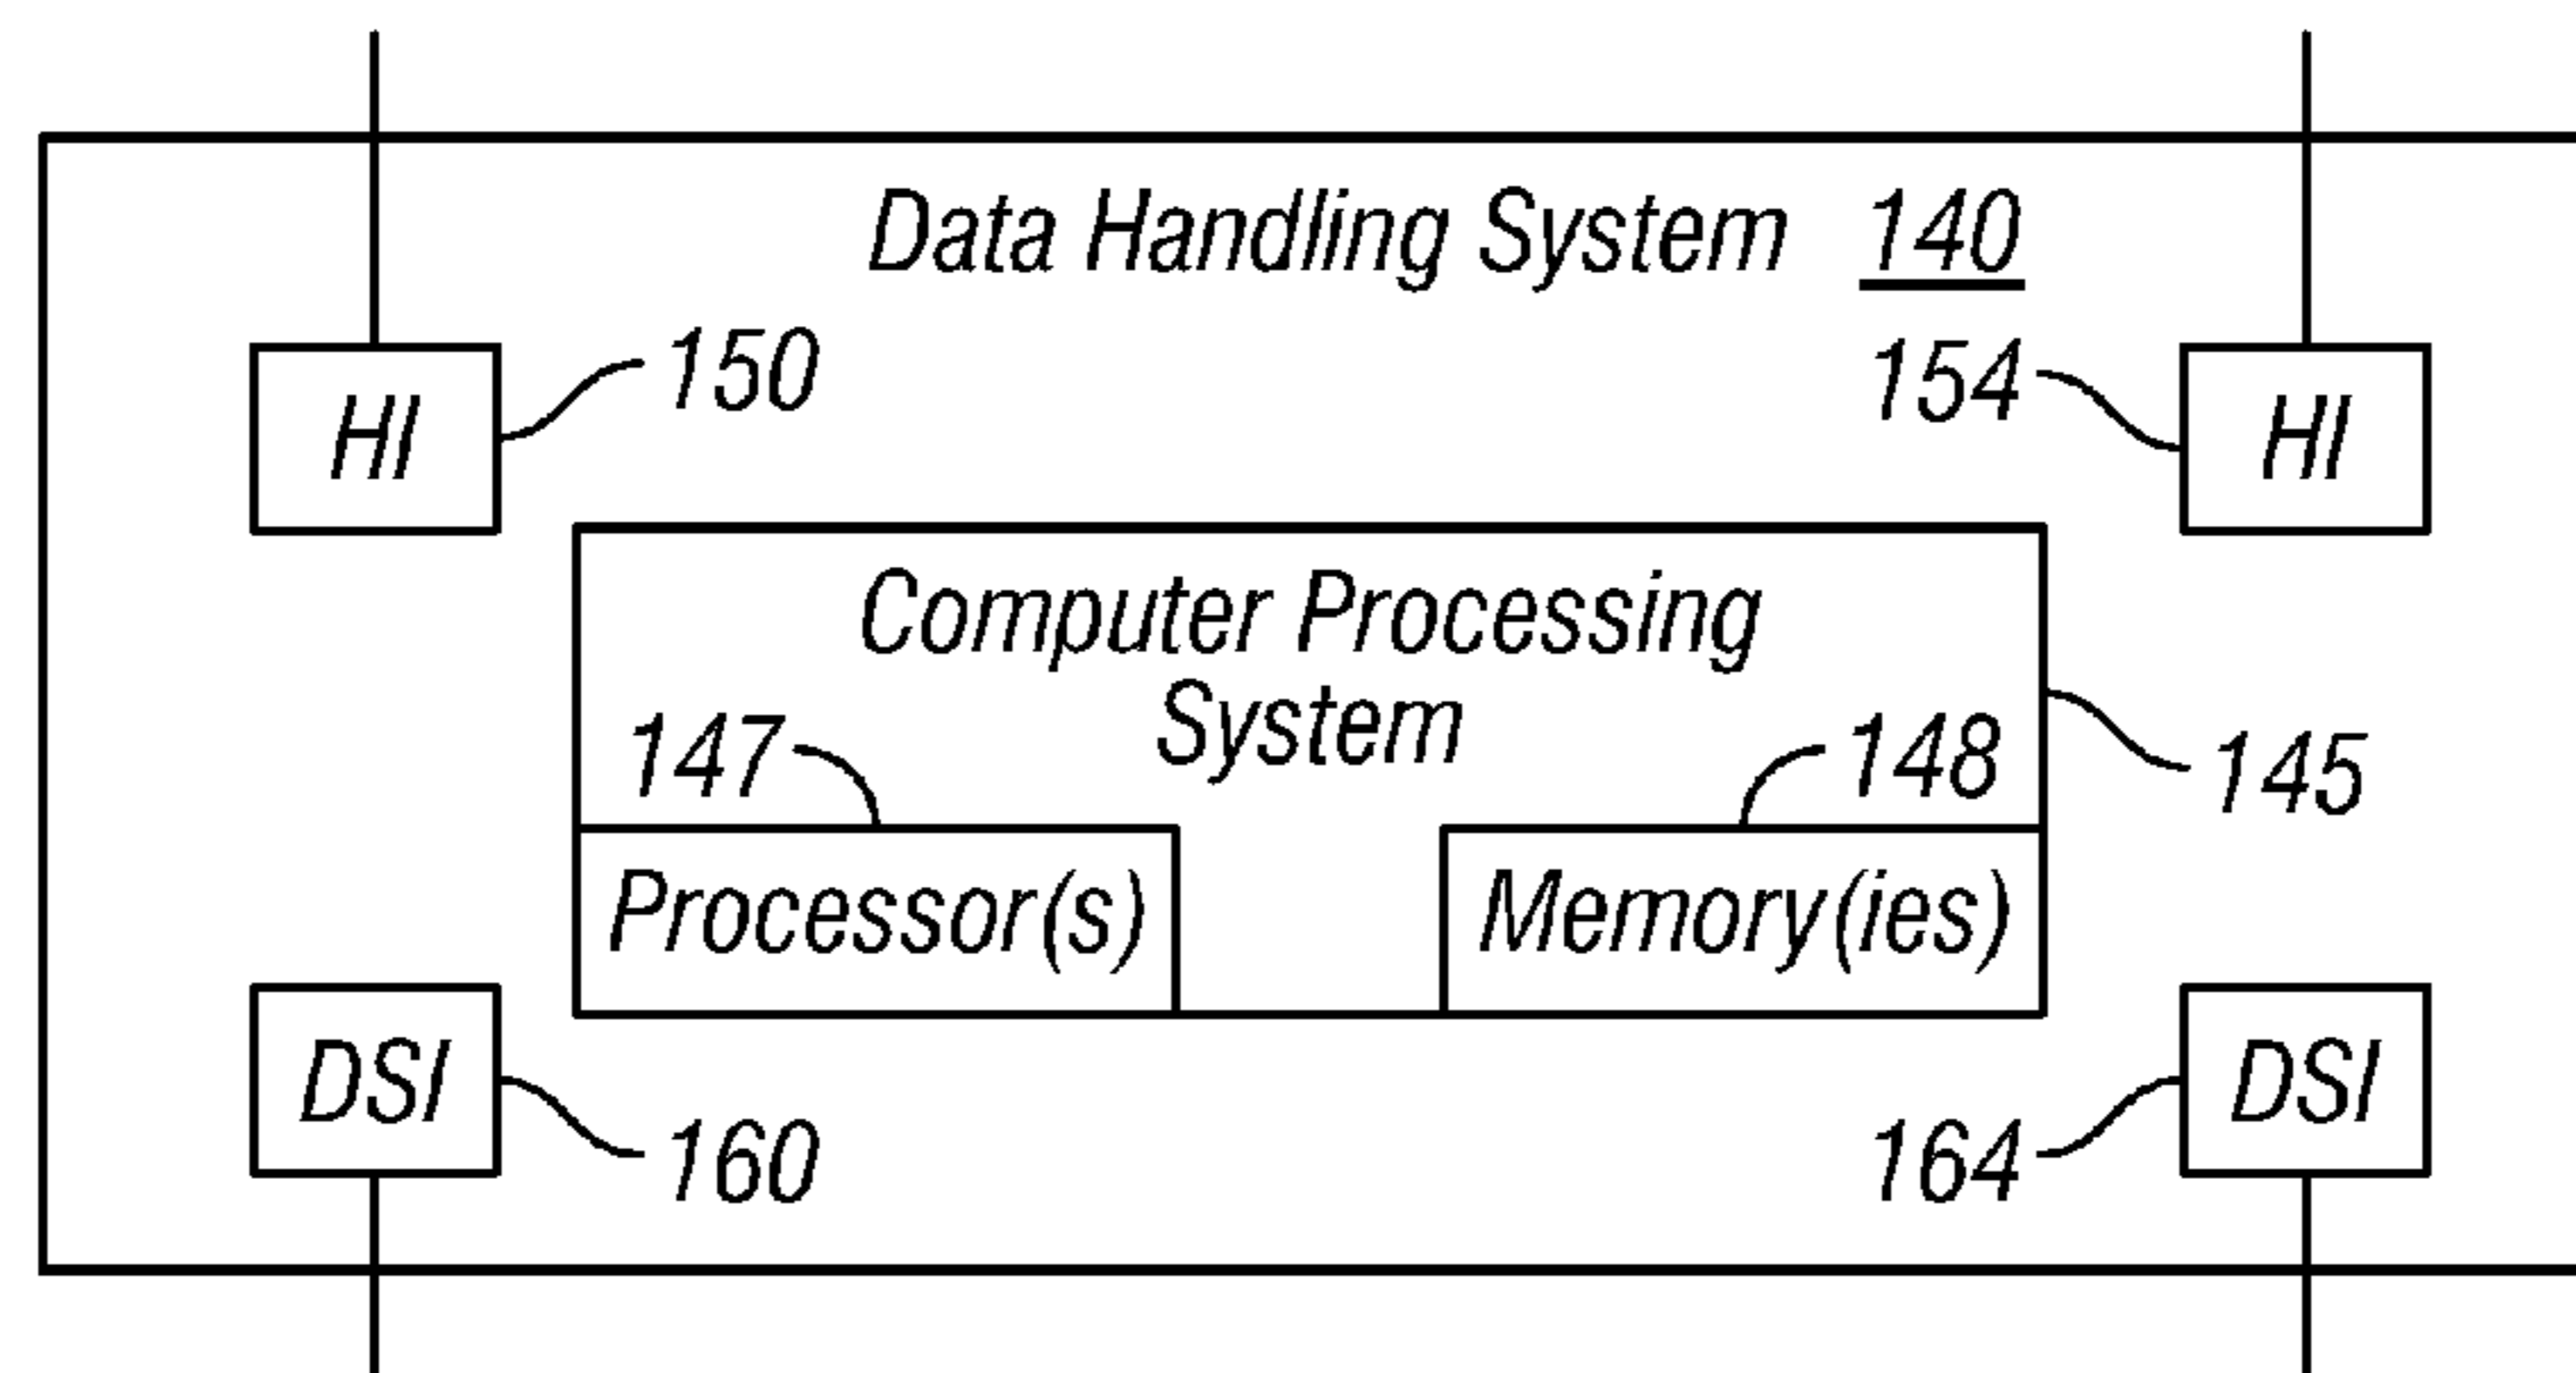 Data Handling System 140
HI
150
154
HI
Computer Processing
System
147
148
145
Processor(s)
Memory(ies)
DSI
160
164
DSI